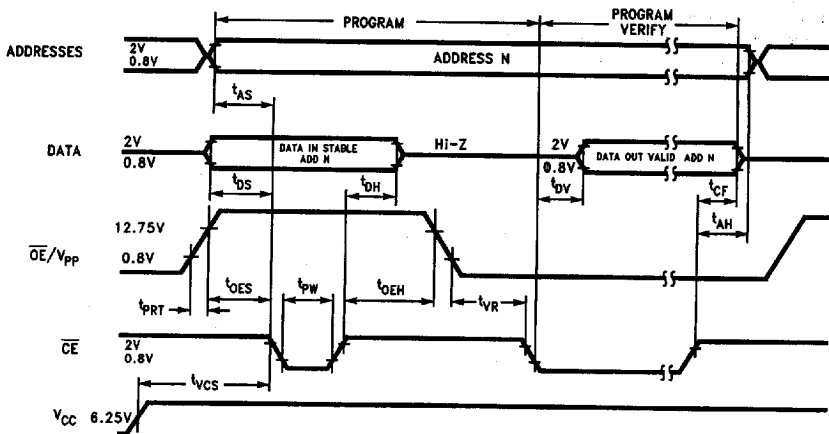 PROGRAM
PROGRAM
VERIFY
ADDRESSES
2V
0.8V
ADDRESS N
tAS
DATA
2V
0.8V
DATA IN STABLE
ADD N
Hi-Z
2V
0.8V
DATA OUT VALID ADD N
tDS
tDH
tDV
tCF
tAH
12.75V
OE/VPP
0.8V
tPRT
tOES
tPW
tOEH
tVR
CE
2V
0.8V
tVCS
VCC
6.25V